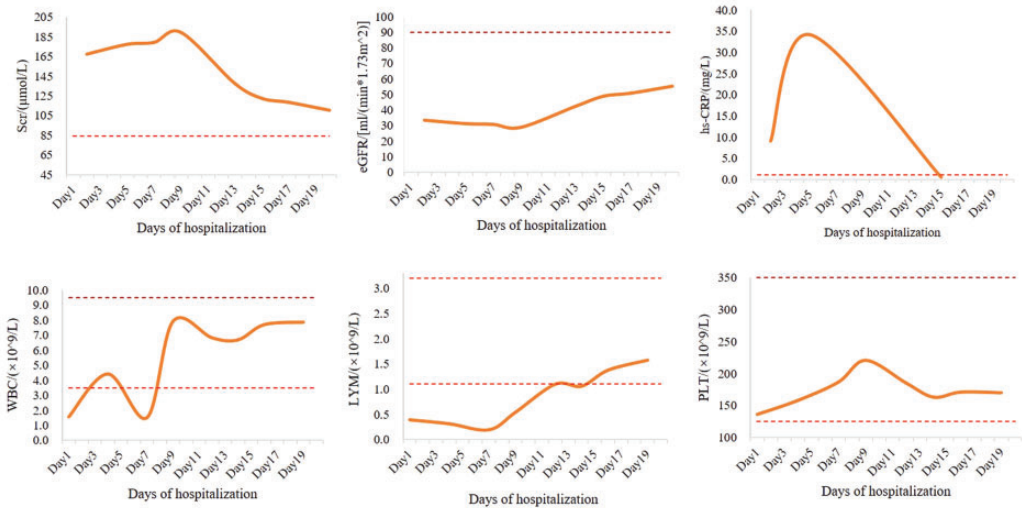 Scr/(μmol/L)
205
185
165
145
125
105
85
65
45
Day1
Day3
Day5
Day7
Day9
Day11
Day13
Day15
Day17
Day19
Days of hospitalization
eGFR/[ml/(min*1.73m^2)]
100
90
80
70
60
50
40
30
20
10
0
Day1
Day3
Day5
Day7
Day9
Day11
Day13
Day15
Day17
Day19
Days of hospitalization
hs-CRP/(mg/L)
40.0
35.0
30.0
25.0
20.0
15.0
10.0
5.0
0.0
Day1
Day3
Day5
Day7
Day9
Day11
Day13
Day15
Day17
Day19
Days of hospitalization
WBC/(×10^9/L)
10.0
9.0
8.0
7.0
6.0
5.0
4.0
3.0
2.0
1.0
0.0
Day1
Day3
Day5
Day7
Day9
Day11
Day13
Day15
Day17
Day19
Days of hospitalization
LYM/(×10^9/L)
3.0
2.5
2.0
1.5
1.0
0.5
0.0
Day1
Day3
Day5
Day7
Day9
Day11
Day13
Day15
Day17
Day19
Days of hospitalization
PLT/(×10^9/L)
350
300
250
200
150
100
Day1
Day3
Day5
Day7
Day9
Day11
Day13
Day15
Day17
Day19
Days of hospitalization